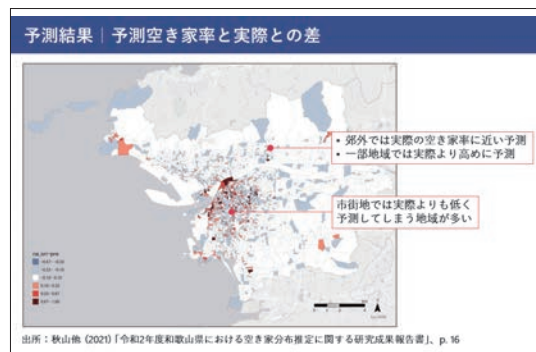 予測結果｜予測空き家率と実際との差
・郊外では実際の空き家率に近い予測
・一部地域では実際より高めに予測
市街地では実際よりも低く
予測してしまう地域が多い
出所：秋山他 (2021)「令和2年度和歌山県における空き家分布推定に関する研究成果報告書」、p. 16